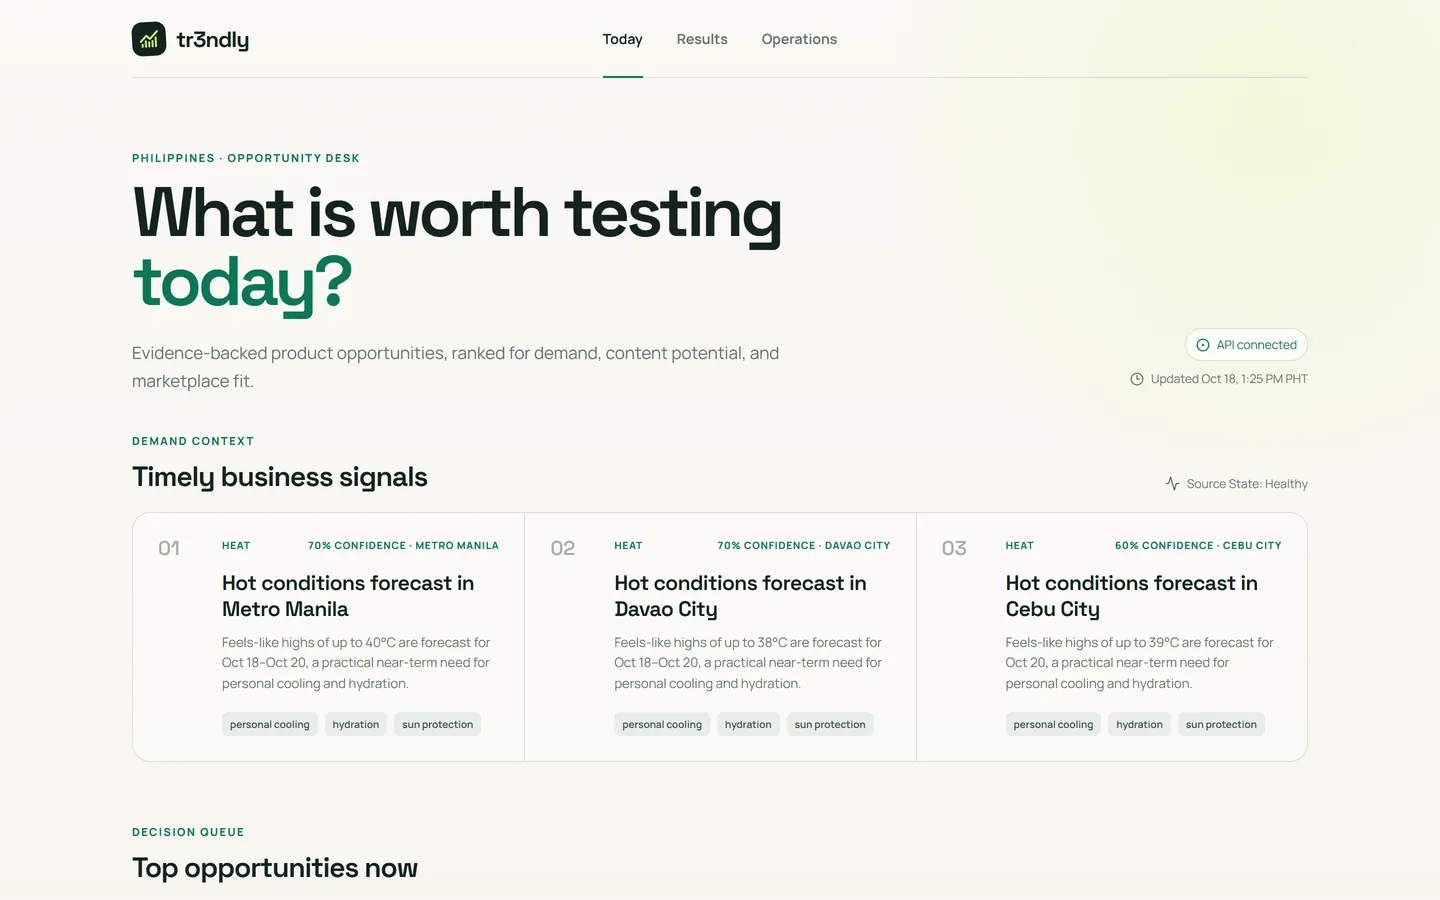 tr3ndly
Today
Results
Operations
PHILIPPINES · OPPORTUNITY DESK
What is worth testing
today?
Evidence-backed product opportunities, ranked for demand, content potential, and
marketplace fit.
API connected
Updated Oct 18, 1:25 PM PHT
DEMAND CONTEXT
Timely business signals
Source State: Healthy
01
HEAT
70% CONFIDENCE · METRO MANILA
Hot conditions forecast in
Metro Manila
Feels-like highs of up to 40°C are forecast for
Oct 18–Oct 20, a practical near-term need for
personal cooling and hydration.
personal cooling
hydration
sun protection
02
HEAT
70% CONFIDENCE · DAVAO CITY
Hot conditions forecast in
Davao City
Feels-like highs of up to 38°C are forecast for
Oct 18–Oct 20, a practical near-term need for
personal cooling and hydration.
personal cooling
hydration
sun protection
03
HEAT
60% CONFIDENCE · CEBU CITY
Hot conditions forecast in
Cebu City
Feels-like highs of up to 39°C are forecast for
Oct 20, a practical near-term need for
personal cooling and hydration.
personal cooling
hydration
sun protection
DECISION QUEUE
Top opportunities now